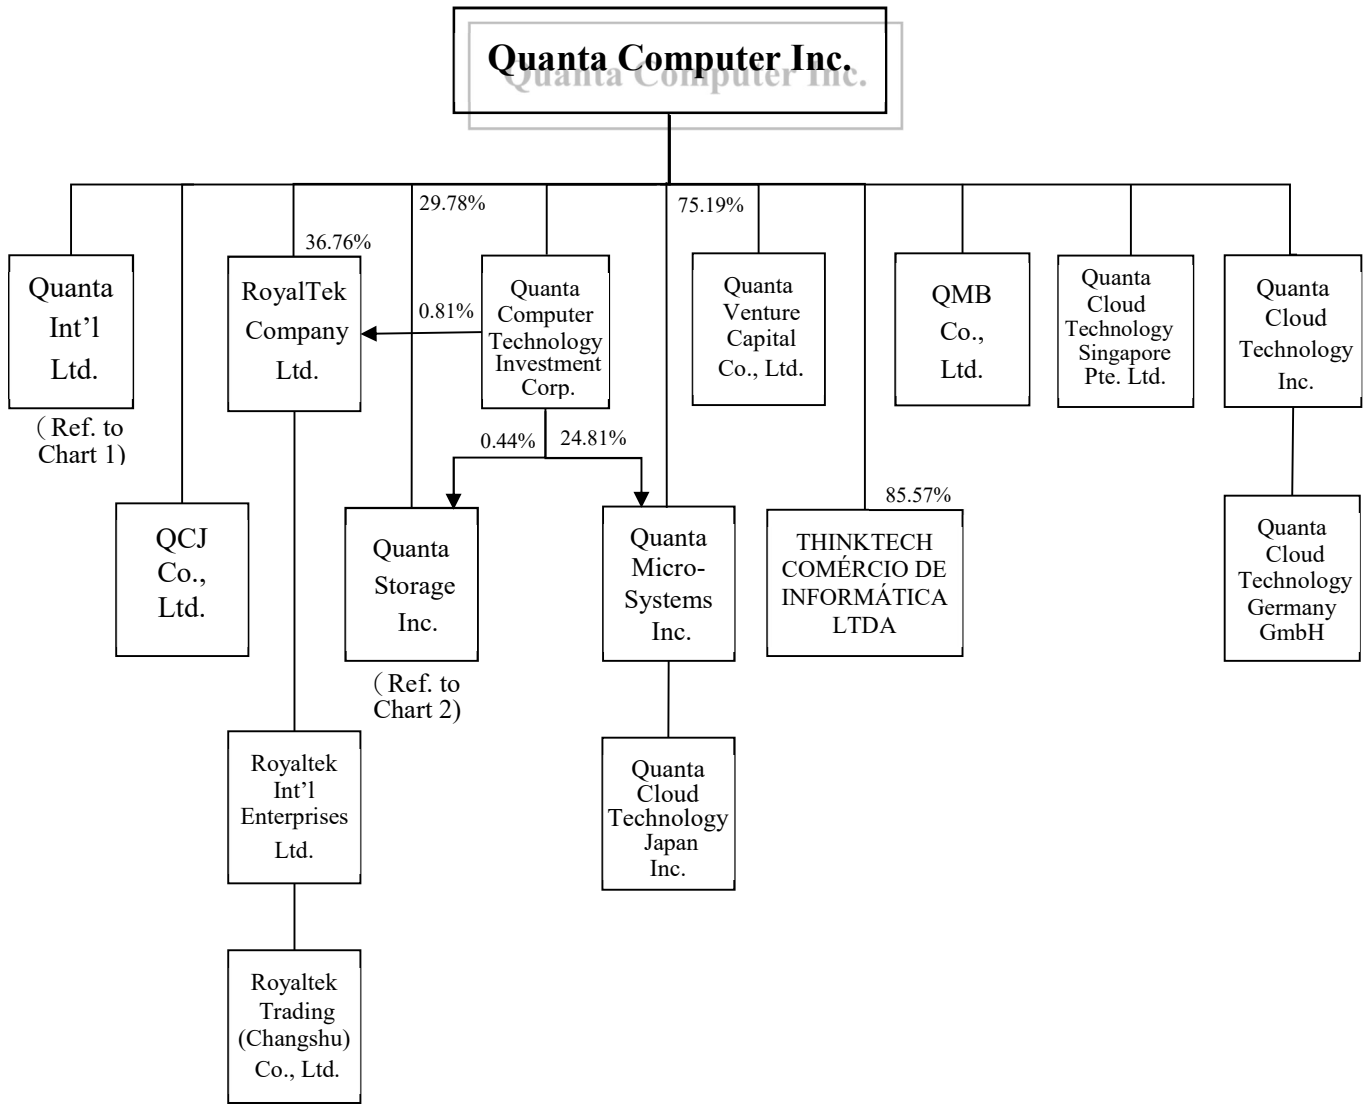 Quanta Computer Inc.
29.78%
75.19%
36.76%
Quanta
Int’l
Ltd.
(Ref. to
Chart 1)
RoyalTek
Company
Ltd.
0.81%
Quanta
Computer
Technology
Investment
Corp.
Quanta
Venture
Capital
Co., Ltd.
QMB
Co.,
Ltd.
Quanta
Cloud
Technology
Singapore
Pte. Ltd.
Quanta
Cloud
Technology
Inc.
0.44%
24.81%
85.57%
QCJ
Co.,
Ltd.
Quanta
Storage
Inc.
(Ref. to
Chart 2)
Quanta
Micro-
Systems
Inc.
THINKTECH
COMÉRCIO DE
INFORMÁTICA
LTDA
Quanta
Cloud
Technology
Germany
GmbH
Royaltek
Int’l
Enterprises
Ltd.
Quanta
Cloud
Technology
Japan
Inc.
Royaltek
Trading
(Changshu)
Co., Ltd.